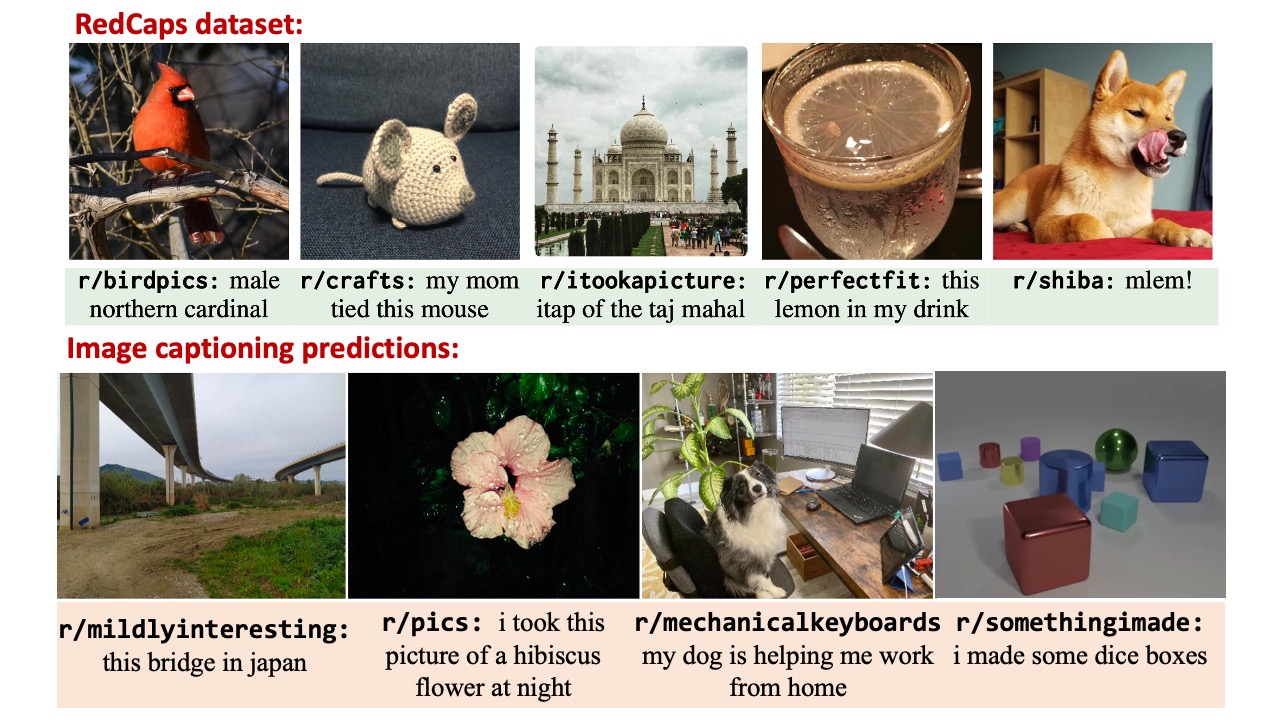 RedCaps dataset:
r/birdpics: male
northern cardinal
r/crafts: my mom
tied this mouse
r/itookapicture:
itap of the taj mahal
r/perfectfit: this
lemon in my drink
r/shiba: mlem!
Image captioning predictions:
r/mildlyinteresting:
this bridge in japan
r/pics: i took this
picture of a hibiscus
flower at night
r/mechanicalkeyboards
my dog is helping me work
from home
r/somethingimade:
i made some dice boxes